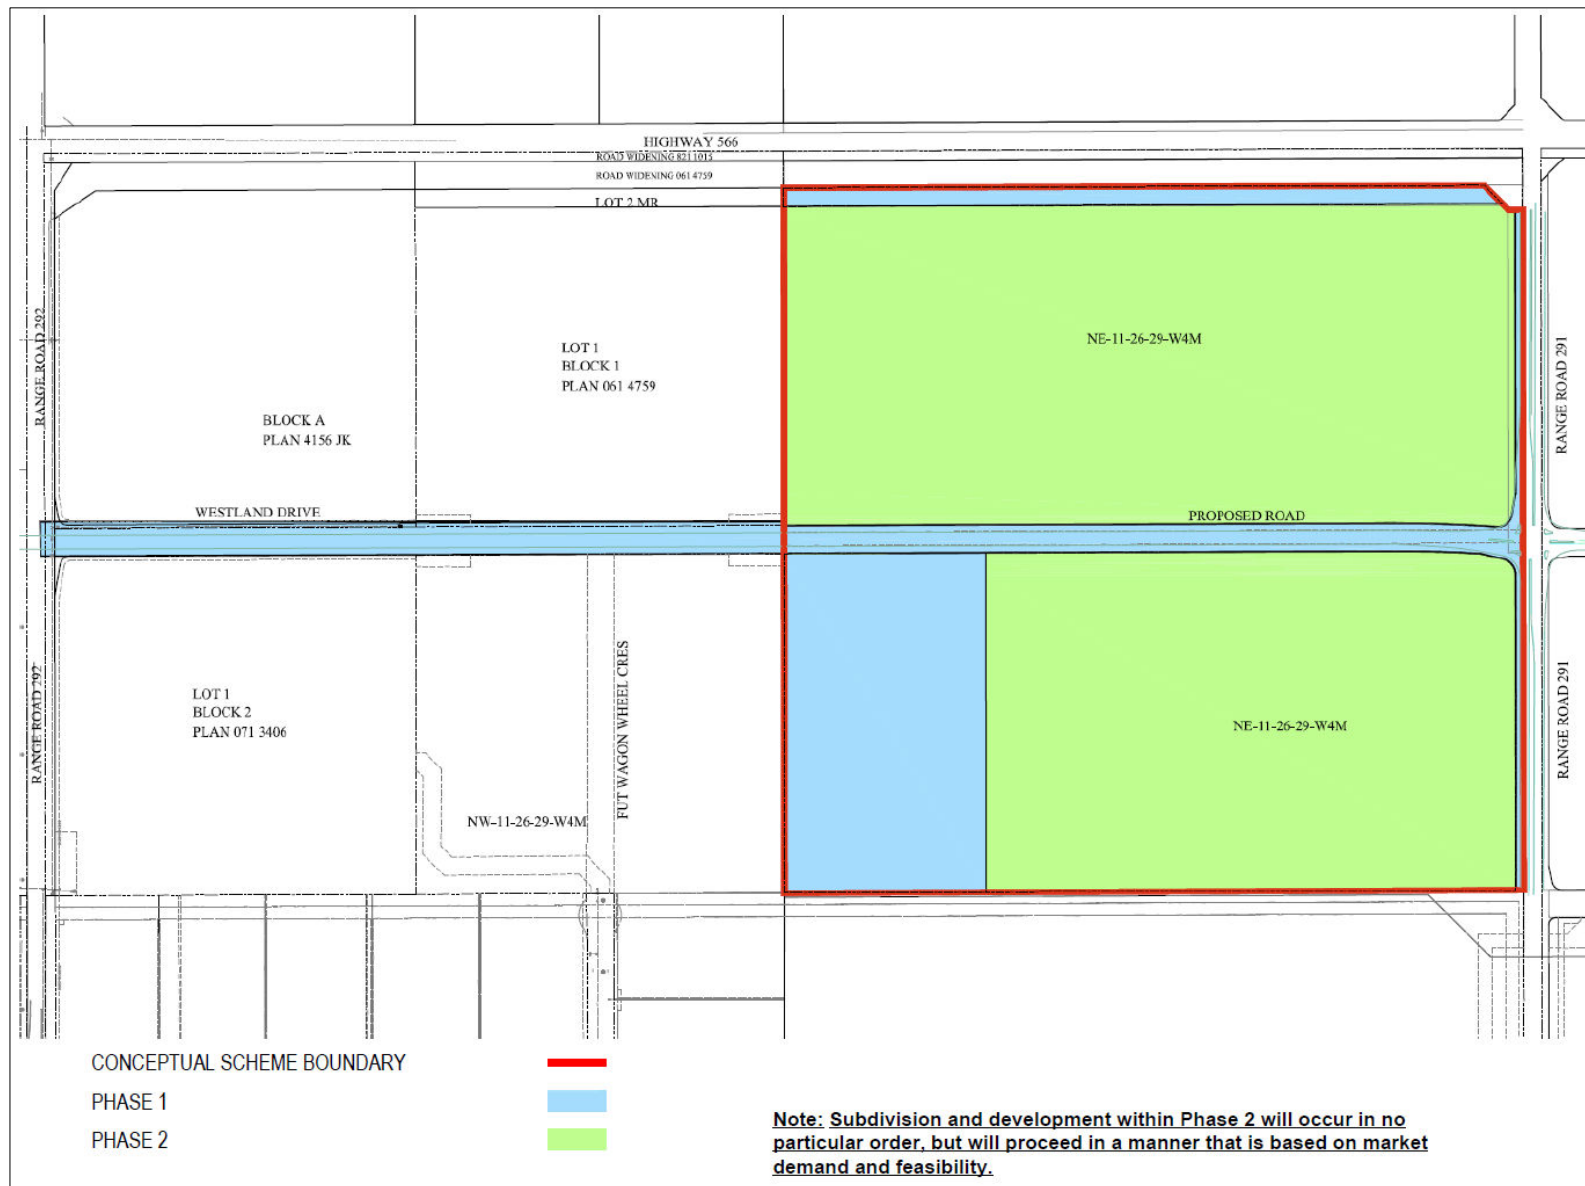 HIGHWAY 566
ROAD WIDENING 821 1015
ROAD WIDENING 061 4759
LOT 2 MR
RANGE ROAD 292
LOT 1
BLOCK 1
PLAN 061 4759
NE-11-26-29-W4M
RANGE ROAD 291
BLOCK A
PLAN 4156 JK
WESTLAND DRIVE
PROPOSED ROAD
RANGE ROAD 292
LOT 1
BLOCK 2
PLAN 071 3406
FUT WAGON WHEEL CRES
NE-11-26-29-W4M
RANGE ROAD 291
NW-11-26-29-W4M
CONCEPTUAL SCHEME BOUNDARY
PHASE 1
PHASE 2
Note: Subdivision and development within Phase 2 will occur in no
particular order, but will proceed in a manner that is based on market
demand and feasibility.